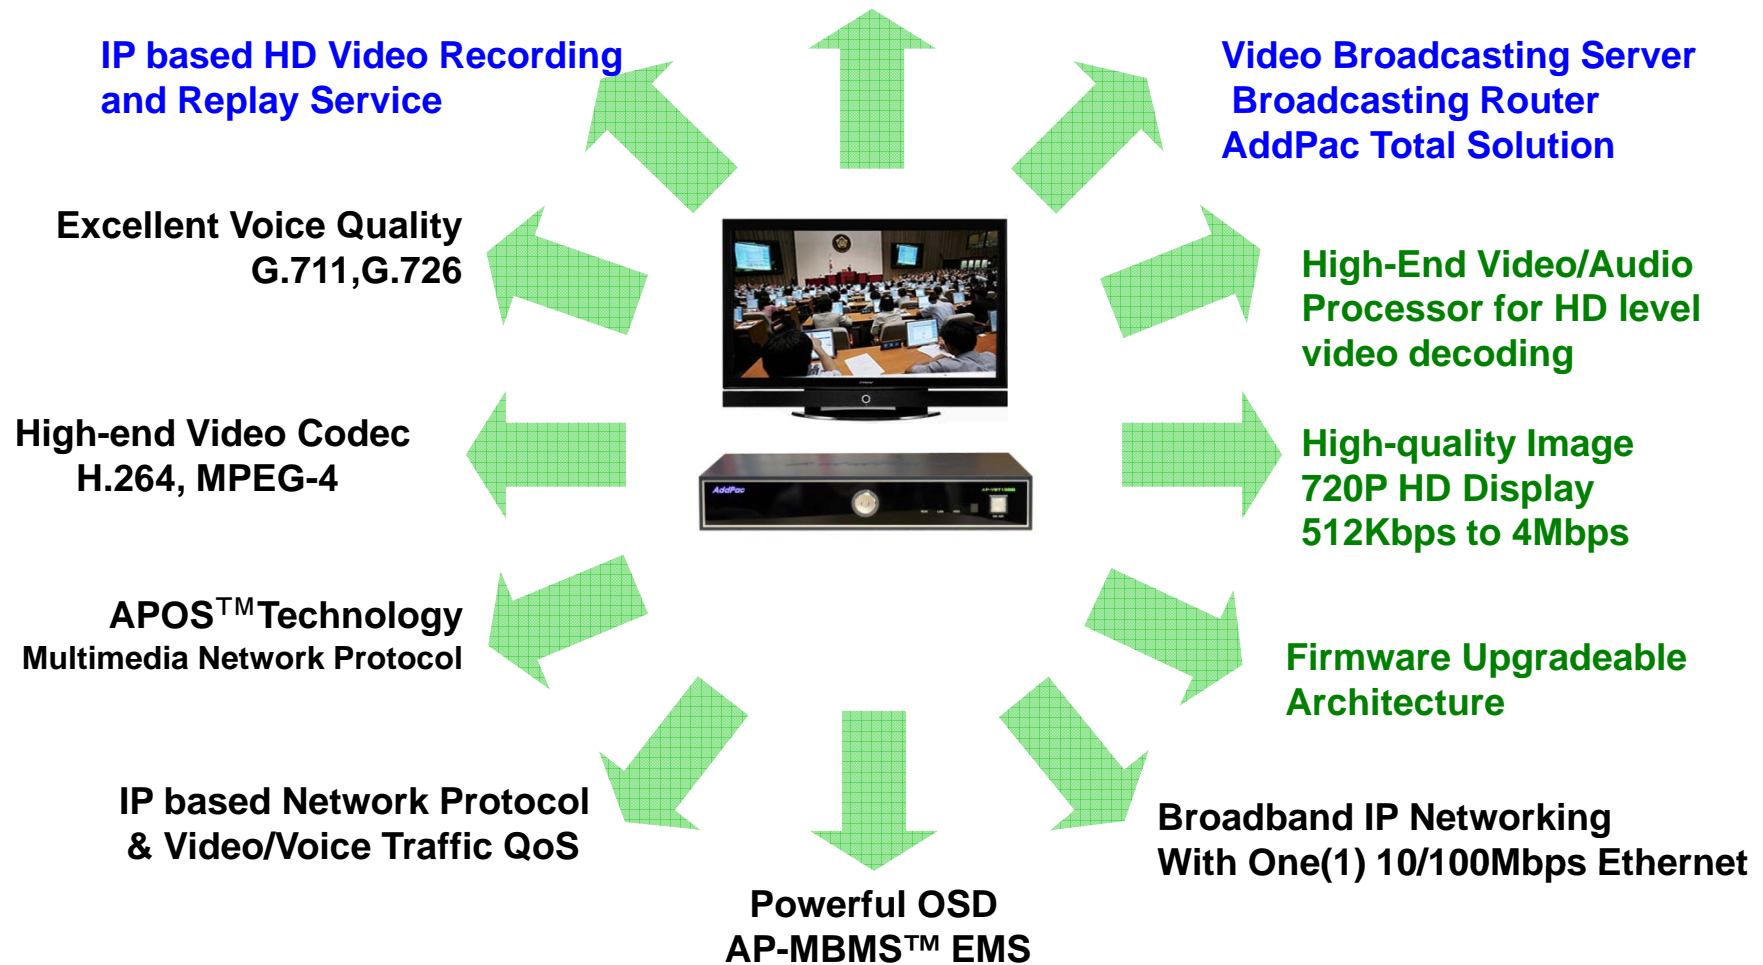 IP based HD Video Recording
and Replay Service
Video Broadcasting Server
Broadcasting Router
AddPac Total Solution
Excellent Voice Quality
G.711,G.726
High-End Video/Audio
Processor for HD level
video decoding
High-end Video Codec
H.264, MPEG-4
High-quality Image
720P HD Display
512Kbps to 4Mbps
AddPac
APOS™Technology
Multimedia Network Protocol
Firmware Upgradeable
Architecture
IP based Network Protocol
& Video/Voice Traffic QoS
Broadband IP Networking
With One(1) 10/100Mbps Ethernet
Powerful OSD
AP-MBMS™ EMS